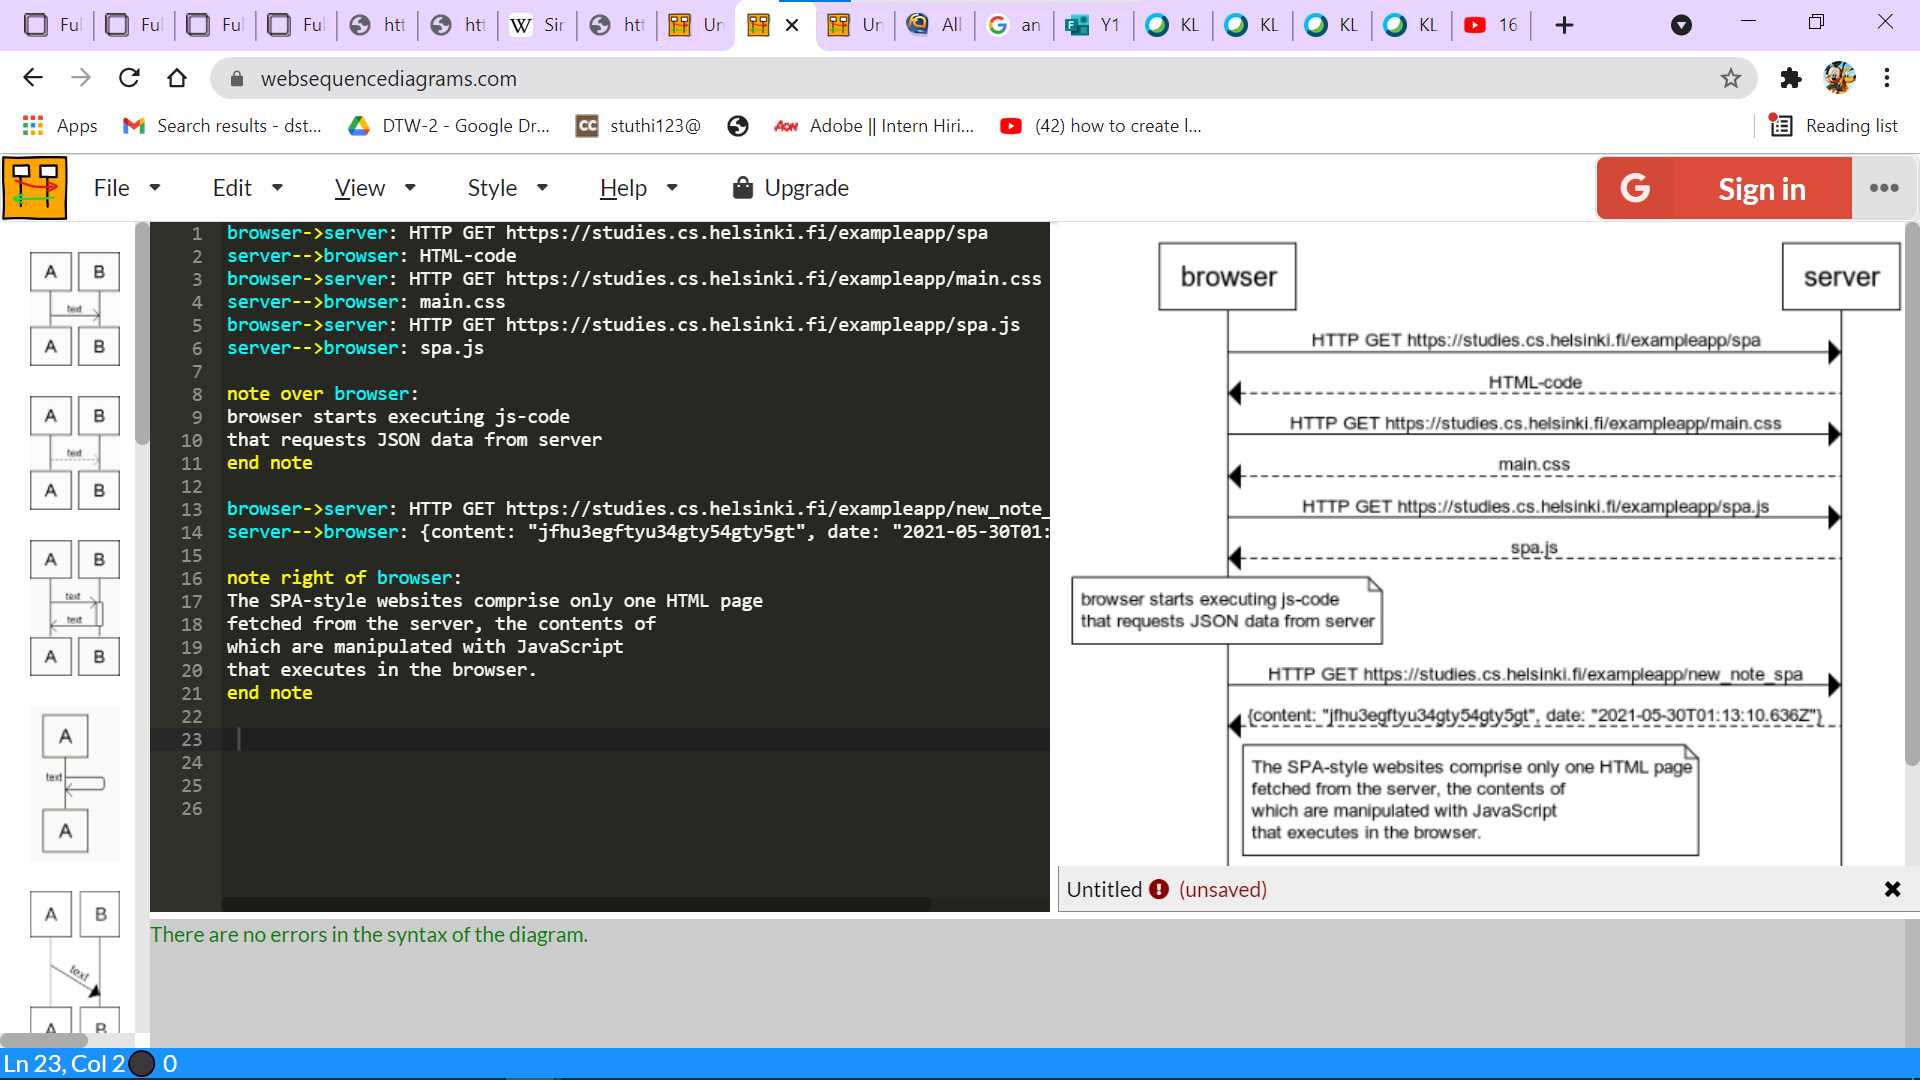 Ful
Ful
Ful
Ful
htt
htt
W
Sir
htt
Un
Un
All
an
Y1
KL
KL
KL
KL
16
websequencediagrams.com
Apps
Search results - dst...
DTW-2 - Google Dr...
CC
stuthi123@
Aon
Adobe || Intern Hiri...
(42) how to create l...
Reading list
File
Edit
View
Style
Help
Upgrade
G
Sign in
A B
text
A B
A B
text
A B
A B
text
text
A B
A
text
A
A B
text
A B
1 browser->server: HTTP GET https://studies.cs.helsinki.fi/exampleapp/spa
2 server-->browser: HTML-code
3 browser->server: HTTP GET https://studies.cs.helsinki.fi/exampleapp/main.css
4 server-->browser: main.css
5 browser->server: HTTP GET https://studies.cs.helsinki.fi/exampleapp/spa.js
6 server-->browser: spa.js
7
8 note over browser:
9 browser starts executing js-code
10 that requests JSON data from server
11 end note
12
13 browser->server: HTTP GET https://studies.cs.helsinki.fi/exampleapp/new_note_
14 server-->browser: {content: "jfhu3egftyu34gty54gty5gt", date: "2021-05-30T01:
15
16 note right of browser:
17 The SPA-style websites comprise only one HTML page
18 fetched from the server, the contents of
19 which are manipulated with JavaScript
20 that executes in the browser.
21 end note
22
23
24
25
26
browser
server
HTTP GET https://studies.cs.helsinki.fi/exampleapp/spa
HTML-code
HTTP GET https://studies.cs.helsinki.fi/exampleapp/main.css
main.css
HTTP GET https://studies.cs.helsinki.fi/exampleapp/spa.js
spa.js
browser starts executing js-code
that requests JSON data from server
HTTP GET https://studies.cs.helsinki.fi/exampleapp/new_note_spa
{content: "jfhu3egftyu34gty54gty5gt", date: "2021-05-30T01:13:10.636Z"}
The SPA-style websites comprise only one HTML page
fetched from the server, the contents of
which are manipulated with JavaScript
that executes in the browser.
Untitled
(unsaved)
There are no errors in the syntax of the diagram.
Ln 23, Col 2
0